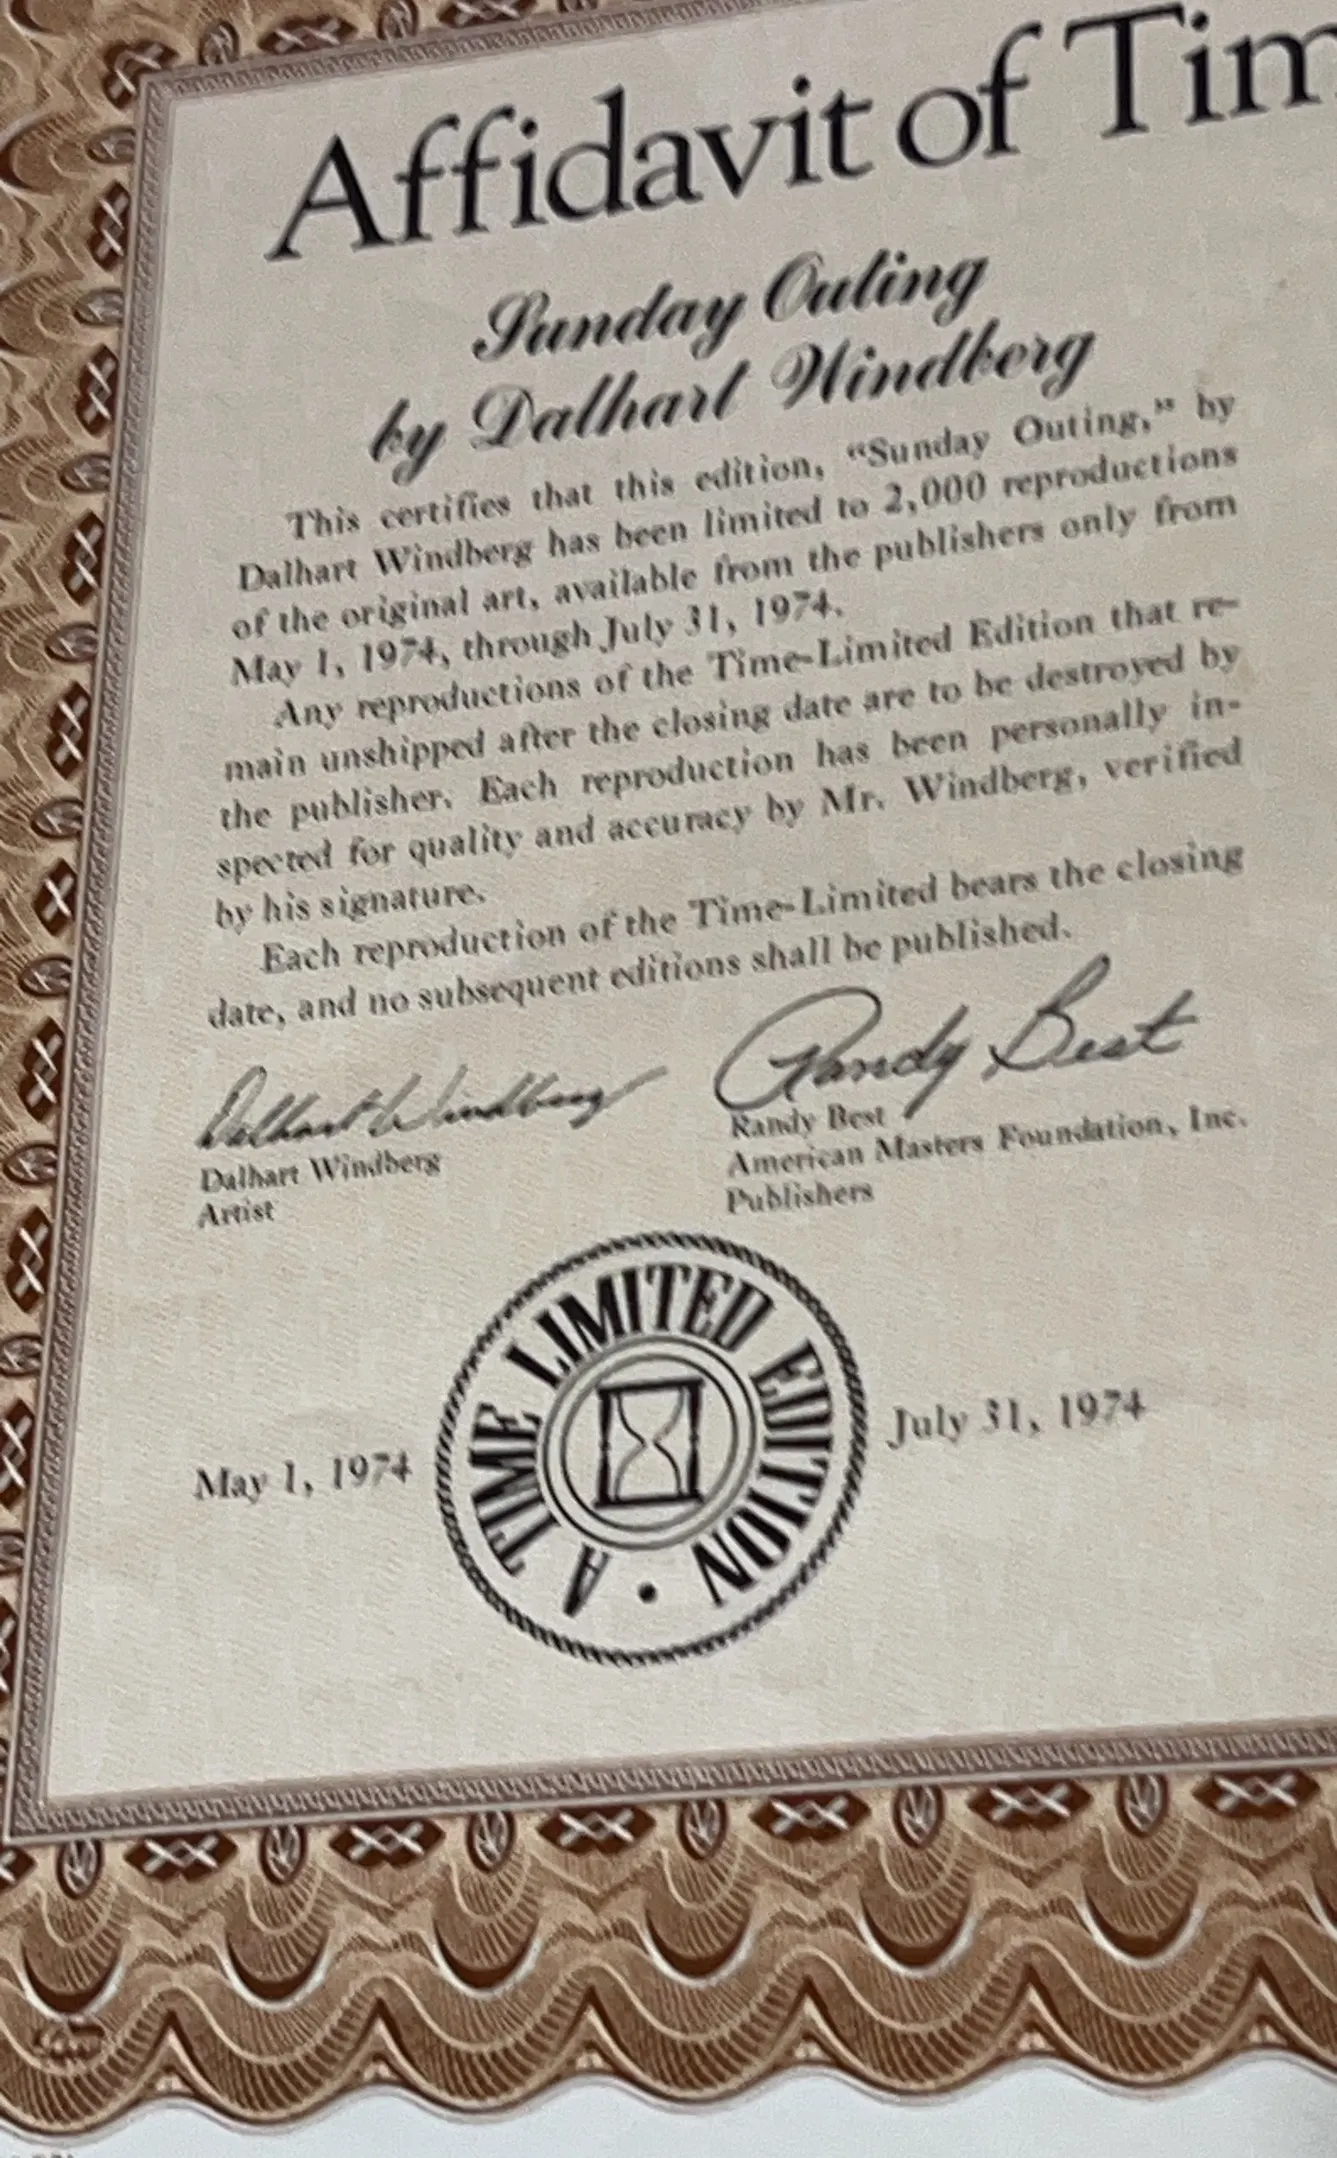 Affidavit of Tim
Sunday Outing
by Dalhart Windberg
This certifies that this edition, “Sunday Outing,” by
Dalhart Windberg has been limited to 2,000 reproductions
of the original art, available from the publishers only from
May 1, 1974, through July 31, 1974.
Any reproductions of the Time-Limited Edition that re-
main unshipped after the closing date are to be destroyed by
the publisher. Each reproduction has been personally in-
spected for quality and accuracy by Mr. Windberg, verified
by his signature.
Each reproduction of the Time-Limited bears the closing
date, and no subsequent editions shall be published.
Dalhart Windberg
Randy Best
Dalhart Windberg
Artist
Randy Best
American Masters Foundation, Inc.
Publishers
A TIME LIMITED EDITION •
May 1, 1974
July 31, 1974